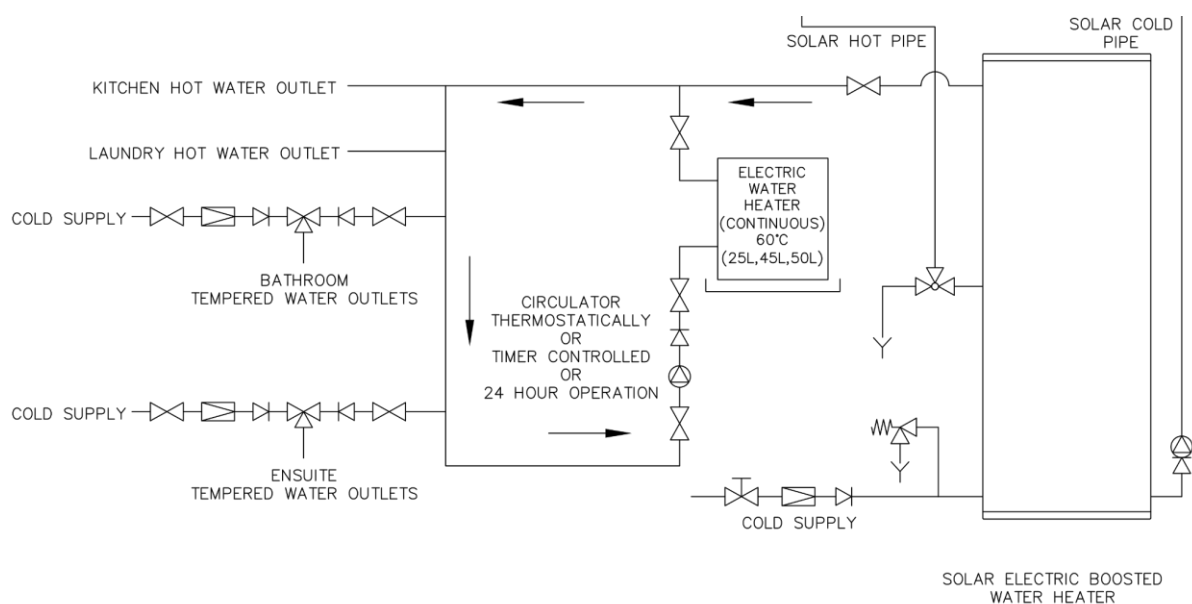 SOLAR HOT PIPE
SOLAR COLD
PIPE
KITCHEN HOT WATER OUTLET
LAUNDRY HOT WATER OUTLET
ELECTRIC
WATER
HEATER
(CONTINUOUS)
60°C
(25L,45L,50L)
COLD SUPPLY
BATHROOM
TEMPERED WATER OUTLETS
CIRCULATOR
THERMOSTATICALLY
OR
TIMER CONTROLLED
OR
24 HOUR OPERATION
COLD SUPPLY
ENSUITE
TEMPERED WATER OUTLETS
COLD SUPPLY
SOLAR ELECTRIC BOOSTED
WATER HEATER